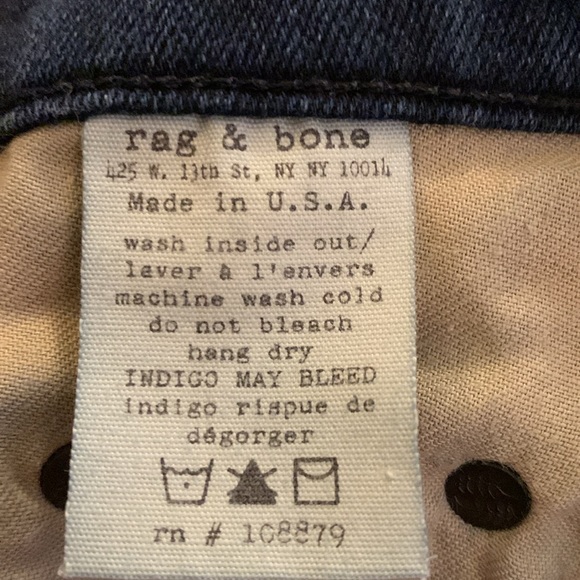 rag & bone
425 W. 13th St, NY NY 10014
Made in U.S.A.
wash inside out/
laver à l'envers
machine wash cold
do not bleach
hang dry
INDIGO MAY BLEED
indigo rispue de
dégorger
rn # 108879